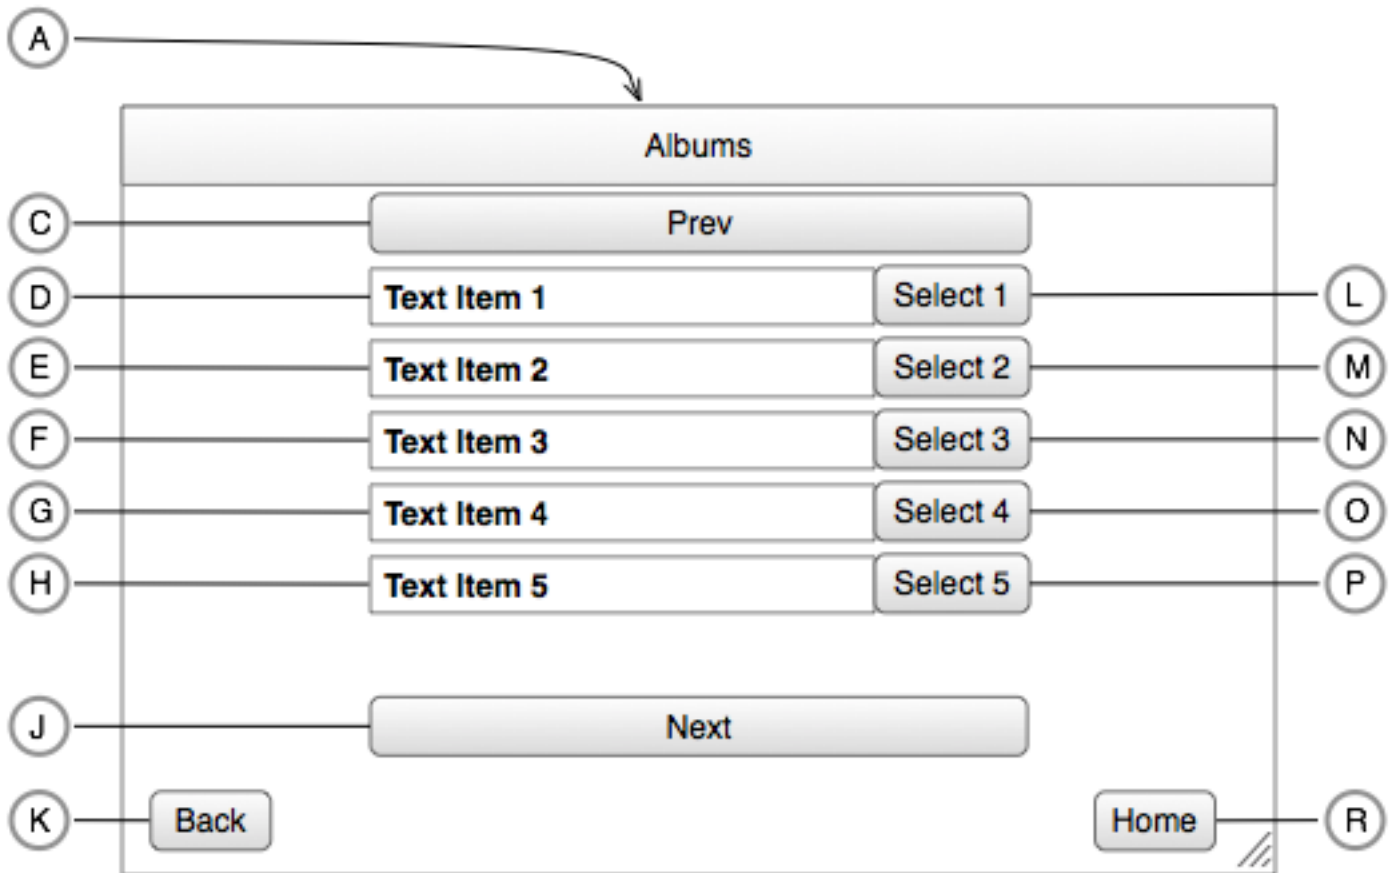 A
Albums
C Prev
D Text Item 1 Select 1 L
E Text Item 2 Select 2 M
F Text Item 3 Select 3 N
G Text Item 4 Select 4 O
H Text Item 5 Select 5 P
J Next
K Back Home R